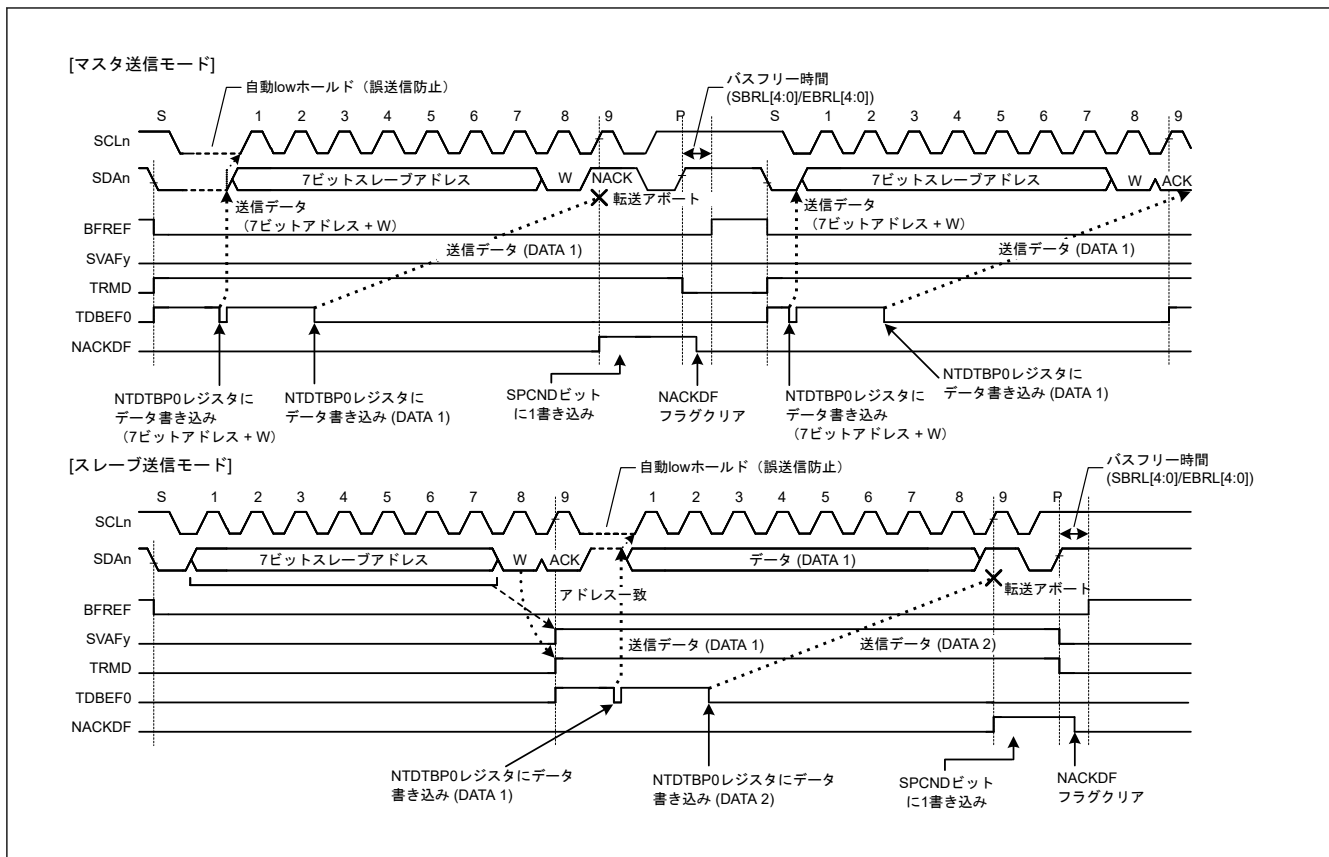 [マスタ送信モード]
自動lowホールド（誤送信防止）
バスフリー時間
(SBRL[4:0]/EBRL[4:0])
S 1 2 3 4 5 6 7 8 9 P S 1 2 3 4 5 6 7 8 9
SCLn
SDAn 7ビットスレーブアドレス W NACK 7ビットスレーブアドレス W ACK
転送アボート
送信データ
（7ビットアドレス + W）
送信データ
（7ビットアドレス + W）
BFREF
送信データ (DATA 1)
送信データ (DATA 1)
SVAFy
TRMD
TDBEF0
NACKDF
NTDTBP0レジスタに
データ書き込み
（7ビットアドレス + W）
NTDTBP0レジスタに
データ書き込み (DATA 1)
SPCNDビット
に1書き込み
NACKDF
フラグクリア
NTDTBP0レジスタに
データ書き込み
（7ビットアドレス + W）
NTDTBP0レジスタに
データ書き込み (DATA 1)
[スレーブ送信モード]
自動lowホールド（誤送信防止）
バスフリー時間
(SBRL[4:0]/EBRL[4:0])
S 1 2 3 4 5 6 7 8 9 1 2 3 4 5 6 7 8 9 P
SCLn
SDAn 7ビットスレーブアドレス W ACK データ (DATA 1)
アドレス一致
転送アボート
BFREF
SVAFy
送信データ (DATA 1)
送信データ (DATA 2)
TRMD
TDBEF0
NACKDF
NTDTBP0レジスタにデータ
書き込み (DATA 1)
NTDTBP0レジスタにデータ
書き込み (DATA 2)
SPCNDビット
に1書き込み
NACKDF
フラグクリア